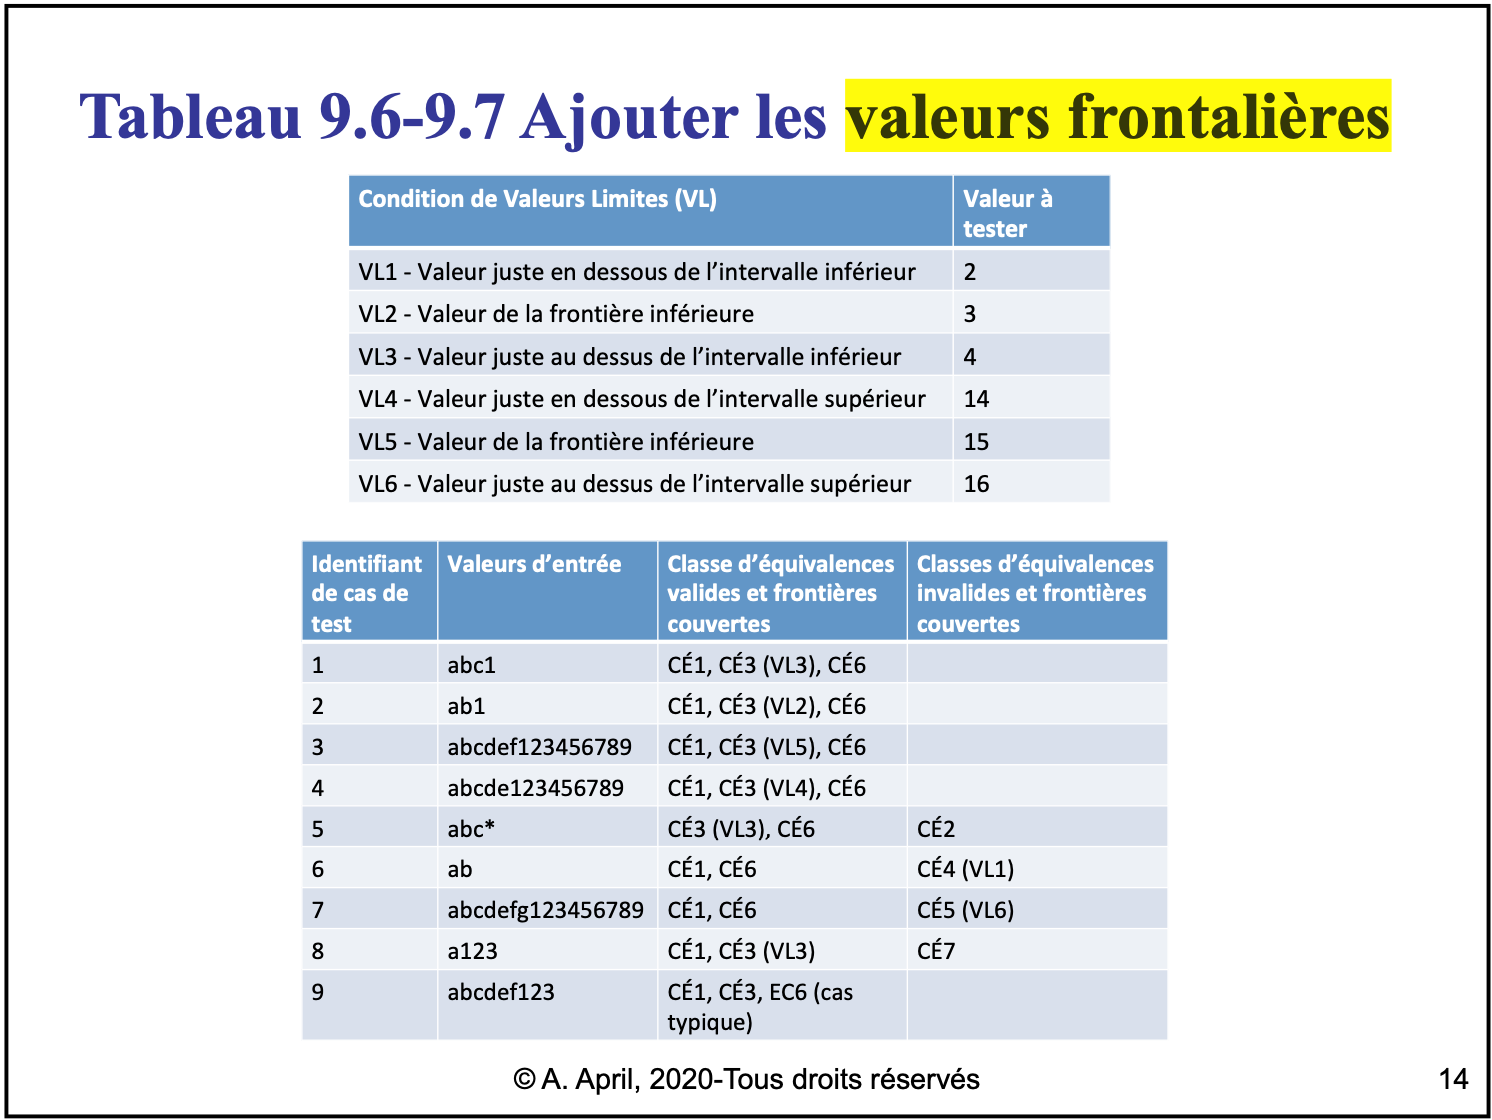 Tableau 9.6-9.7 Ajouter les valeurs frontalières
Condition de Valeurs Limites (VL)
Valeur à
tester
VL1 - Valeur juste en dessous de l’intervalle inférieur 2
VL2 - Valeur de la frontière inférieure 3
VL3 - Valeur juste au dessus de l’intervalle inférieur 4
VL4 - Valeur juste en dessous de l’intervalle supérieur 14
VL5 - Valeur de la frontière inférieure 15
VL6 - Valeur juste au dessus de l’intervalle supérieur 16
Identifiant
de cas de
test
Valeurs d’entrée
Classe d’équivalences
valides et frontières
couvertes
Classes d’équivalences
invalides et frontières
couvertes
1 abc1 CÉ1, CÉ3 (VL3), CÉ6
2 ab1 CÉ1, CÉ3 (VL2), CÉ6
3 abcdef123456789 CÉ1, CÉ3 (VL5), CÉ6
4 abcde123456789 CÉ1, CÉ3 (VL4), CÉ6
5 abc* CÉ3 (VL3), CÉ6 CÉ2
6 ab CÉ1, CÉ6 CÉ4 (VL1)
7 abcdefg123456789 CÉ1, CÉ6 CÉ5 (VL6)
8 a123 CÉ1, CÉ3 (VL3) CÉ7
9 abcdef123 CÉ1, CÉ3, EC6 (cas
typique)
© A. April, 2020-Tous droits réservés
14